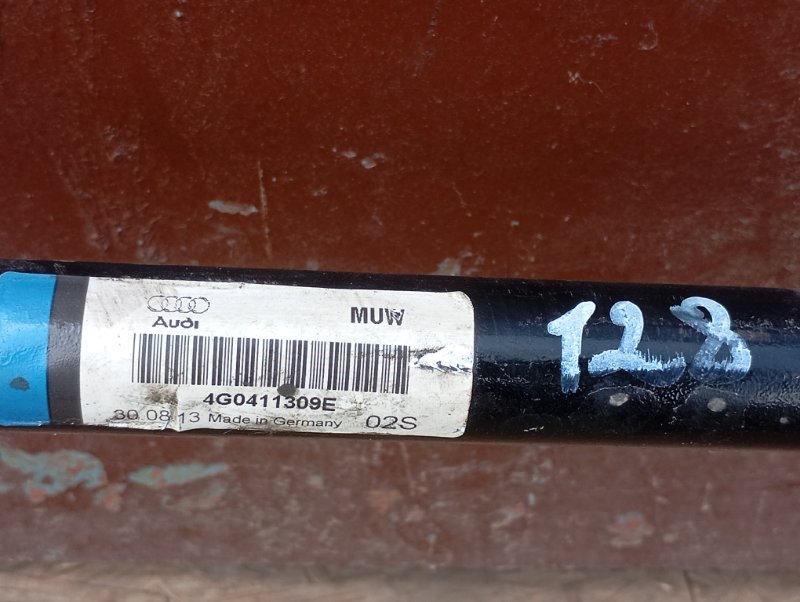 Audi
MUW
4G0411309E
30.08.13 Made in Germany 02S
128